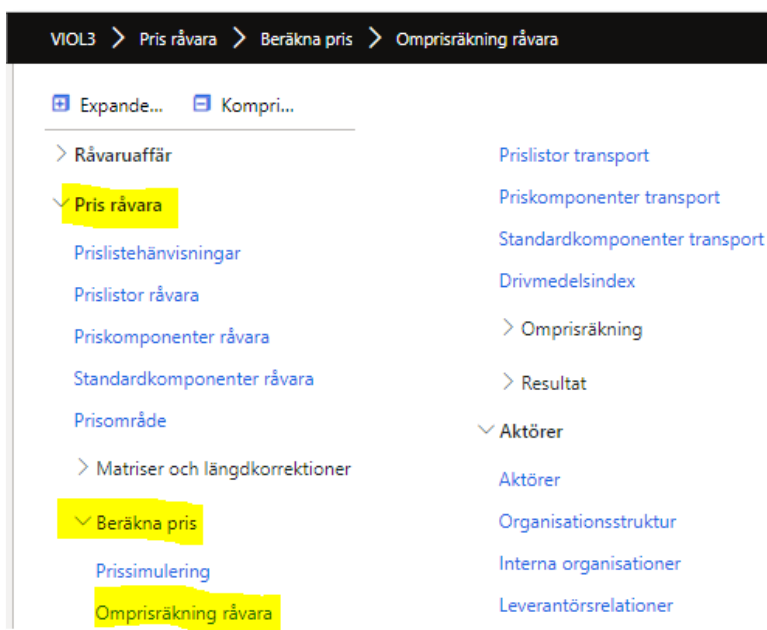 VIOL3 > Pris råvara > Beräkna pris > Omprisräkning råvara
Expande... Kompri...
Råvaruaffär
Pris råvara
Prislistehänvisningar
Prislistor råvara
Priskomponenter råvara
Standardkomponenter råvara
Prisområde
Matriser och längdkorrektioner
Beräkna pris
Prissimulering
Omprisräkning råvara
Prislistor transport
Priskomponenter transport
Standardkomponenter transport
Drivmedelsindex
Omprisräkning
Resultat
Aktörer
Aktörer
Organisationsstruktur
Interna organisationer
Leverantörsrelationer